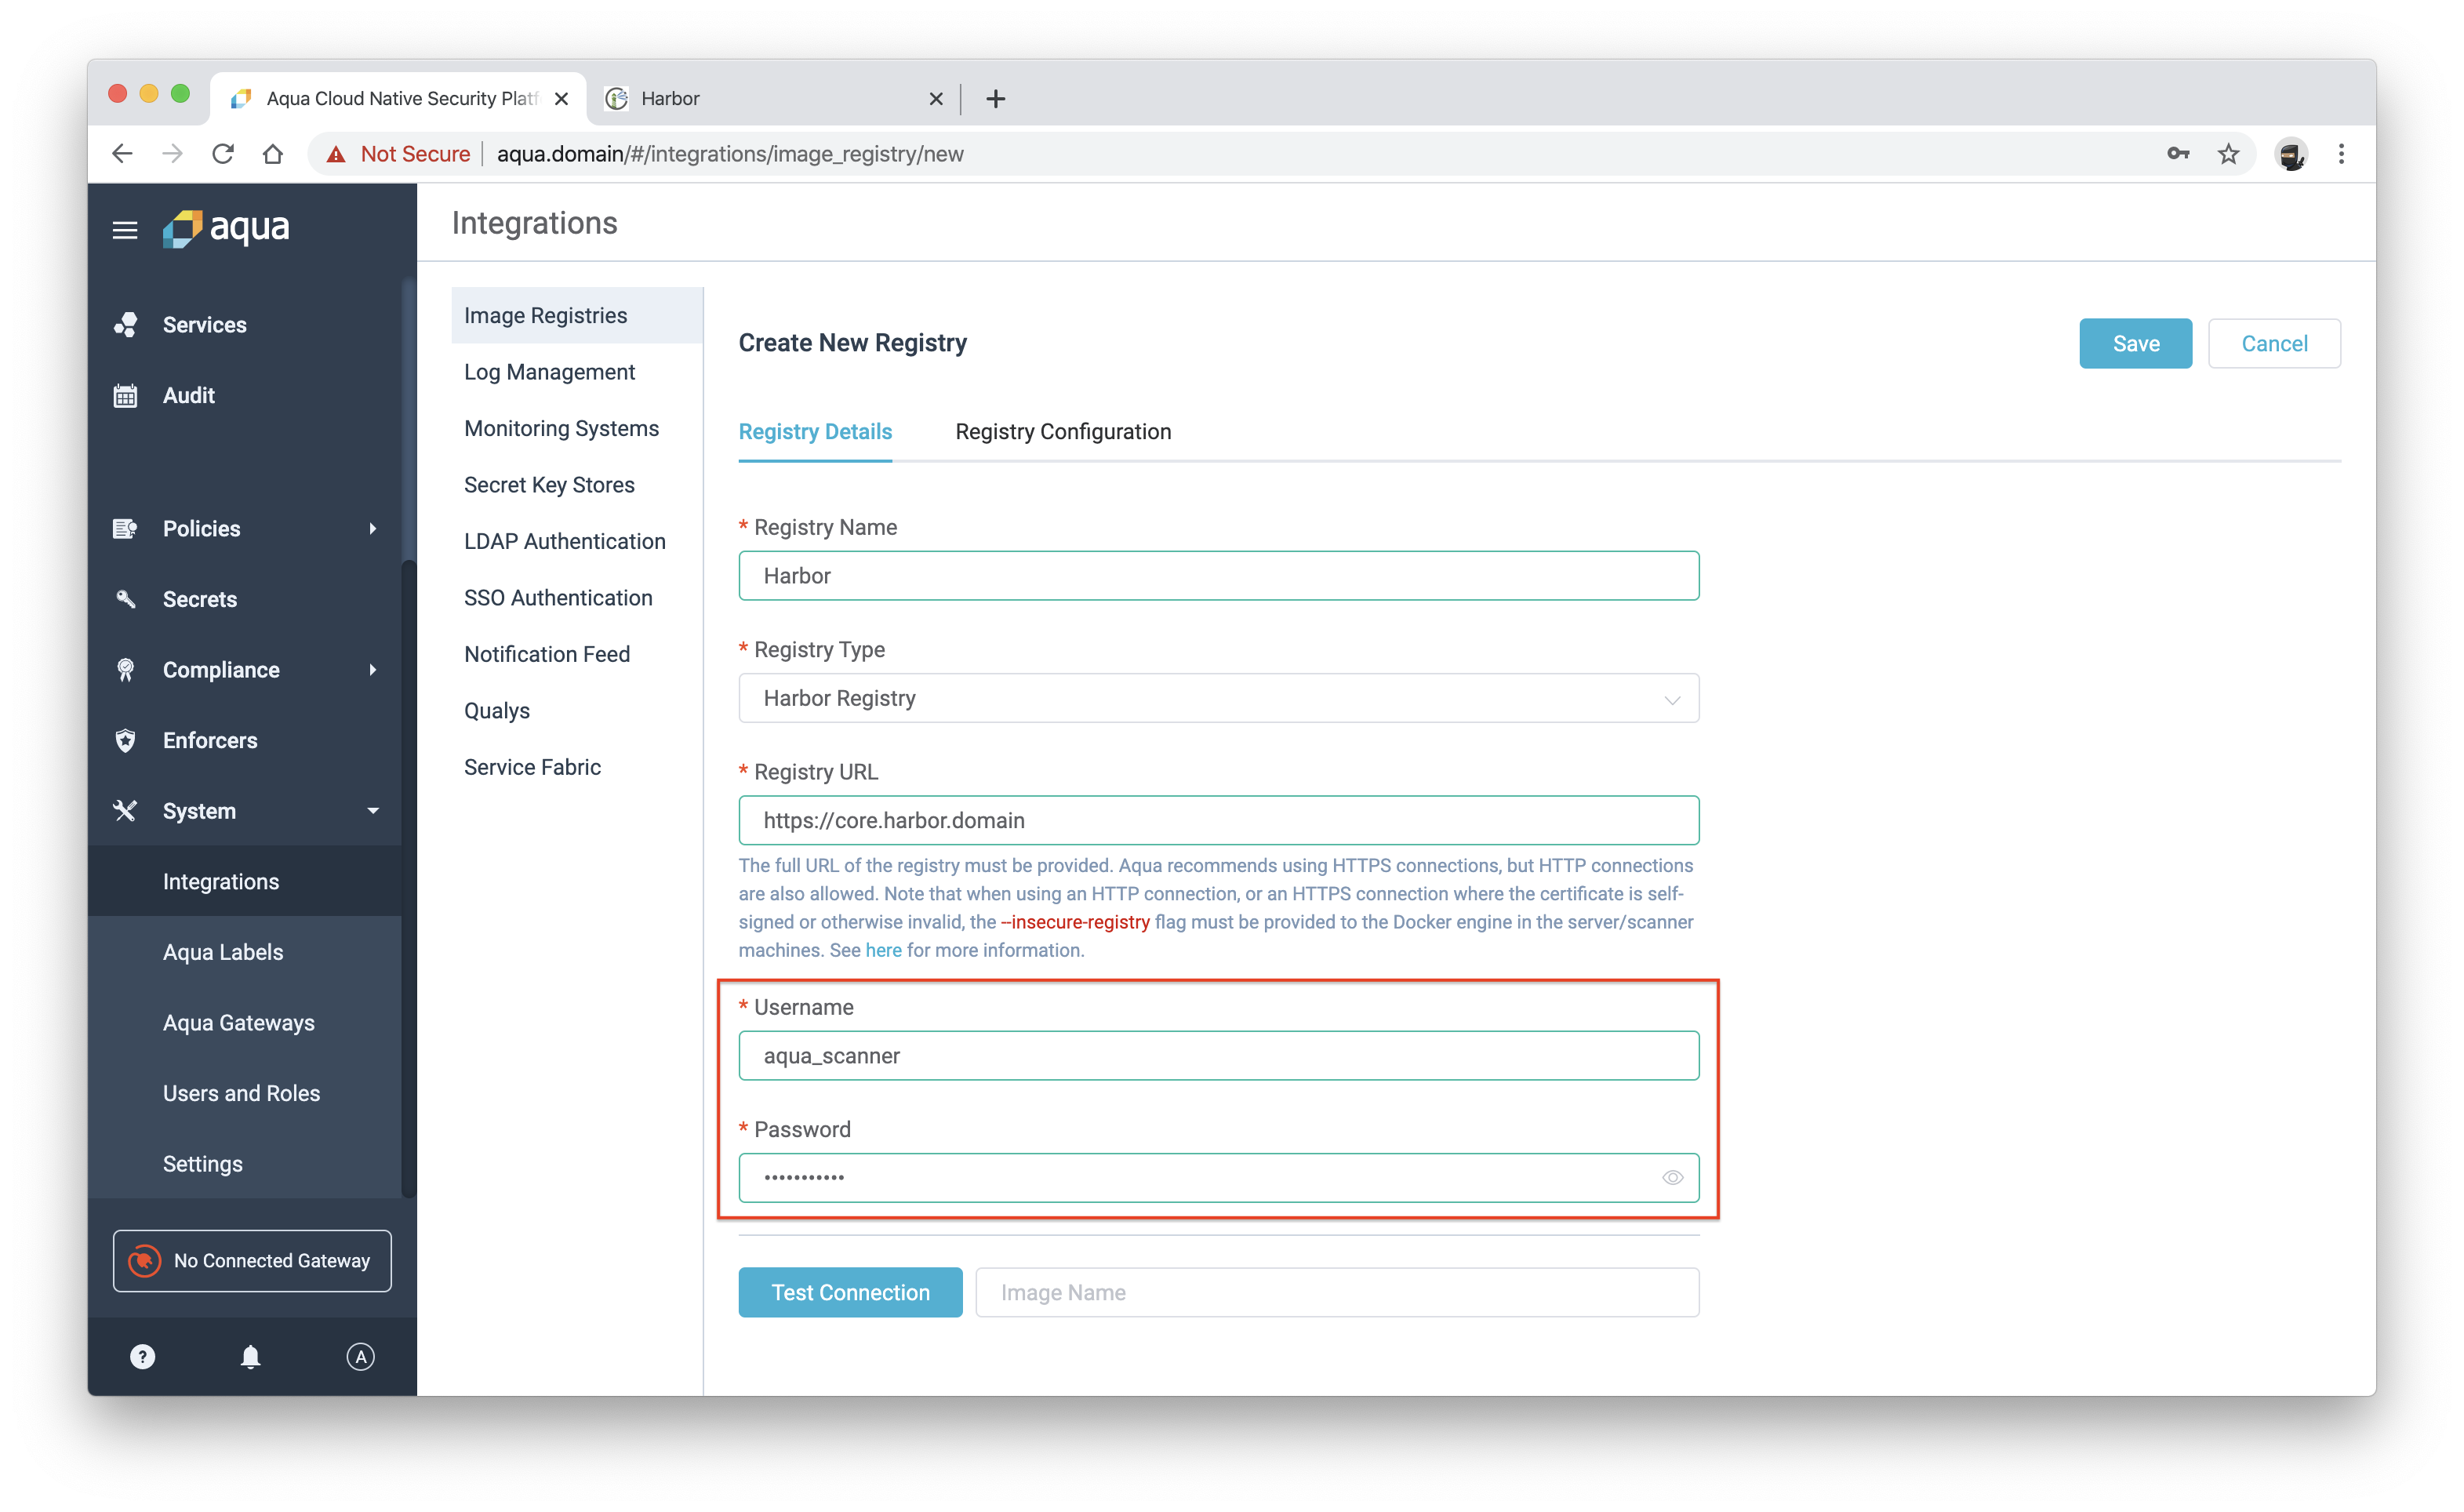 Aqua Cloud Native Security Platf
Harbor
Not Secure
aqua.domain/#/integrations/image_registry/new
aqua
Services
Audit
Policies
Secrets
Compliance
Enforcers
System
Integrations
Aqua Labels
Aqua Gateways
Users and Roles
Settings
No Connected Gateway
?
A
Integrations
Image Registries
Log Management
Monitoring Systems
Secret Key Stores
LDAP Authentication
SSO Authentication
Notification Feed
Qualys
Service Fabric
Create New Registry
Save
Cancel
Registry Details
Registry Configuration
* Registry Name
Harbor
* Registry Type
Harbor Registry
* Registry URL
https://core.harbor.domain
The full URL of the registry must be provided. Aqua recommends using HTTPS connections, but HTTP connections
are also allowed. Note that when using an HTTP connection, or an HTTPS connection where the certificate is self-
signed or otherwise invalid, the --insecure-registry flag must be provided to the Docker engine in the server/scanner
machines. See here for more information.
* Username
aqua_scanner
* Password
•••••••••••
Test Connection
Image Name